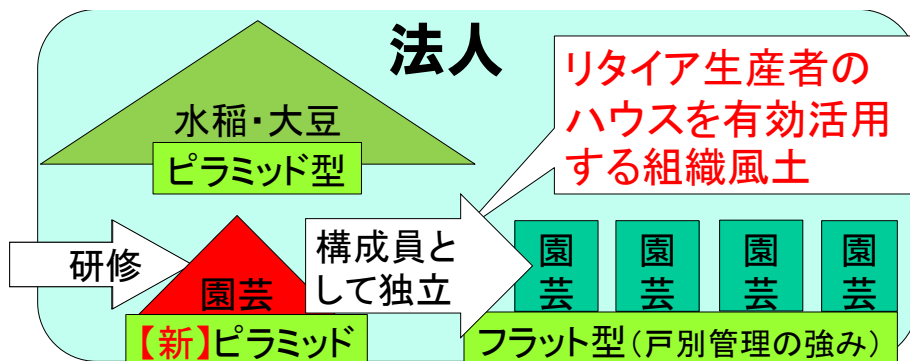 法人
水稲・大豆
ピラミッド型
リタイア生産者の
ハウスを有効活用
する組織風土
研修
園芸
【新】ピラミッド
構成員と
して独立
園芸
園芸
園芸
園芸
フラット型(戸別管理の強み)